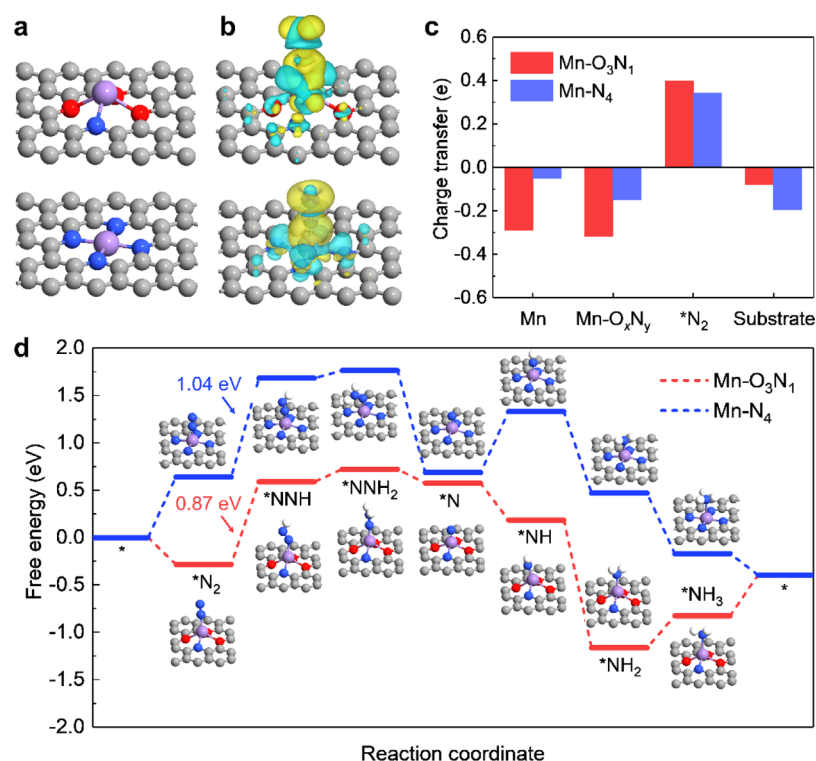 a
b
c
Charge transfer (e)
0.6
0.4
0.2
0.0
-0.2
-0.4
-0.6
Mn-O₃N₁
Mn-N₄
Mn
Mn-OₓNᵧ
*N₂
Substrate
d
Free energy (eV)
2.0
1.5
1.0
0.5
0.0
-0.5
-1.0
-1.5
-2.0
1.04 eV
0.87 eV
Mn-O₃N₁
Mn-N₄
*
*N₂
*NNH
*NNH₂
*N
*NH
*NH₂
*NH₃
*
Reaction coordinate